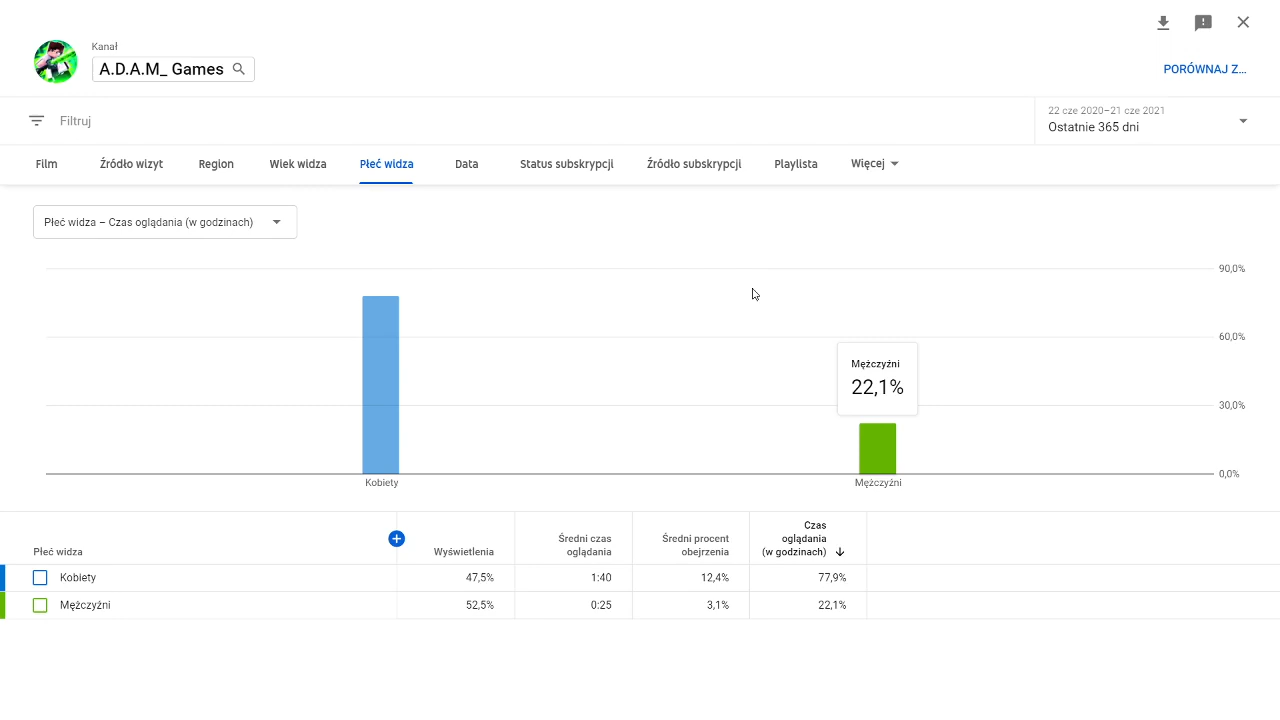 Kanał
A.D.A.M_ Games
PORÓWNAJ Z...
Filtruj
22 cze 2020–21 cze 2021
Ostatnie 365 dni
Film
Źródło wizyt
Region
Wiek widza
Płeć widza
Data
Status subskrypcji
Źródło subskrypcji
Playlista
Więcej
Płeć widza – Czas oglądania (w godzinach)
90,0%
60,0%
30,0%
0,0%
Mężczyźni
22,1%
Kobiety
Mężczyźni
Płeć widza
Wyświetlenia
Średni czas
oglądania
Średni procent
obejrzenia
Czas
oglądania
(w godzinach)
Kobiety 47,5% 1:40 12,4% 77,9%
Mężczyźni 52,5% 0:25 3,1% 22,1%